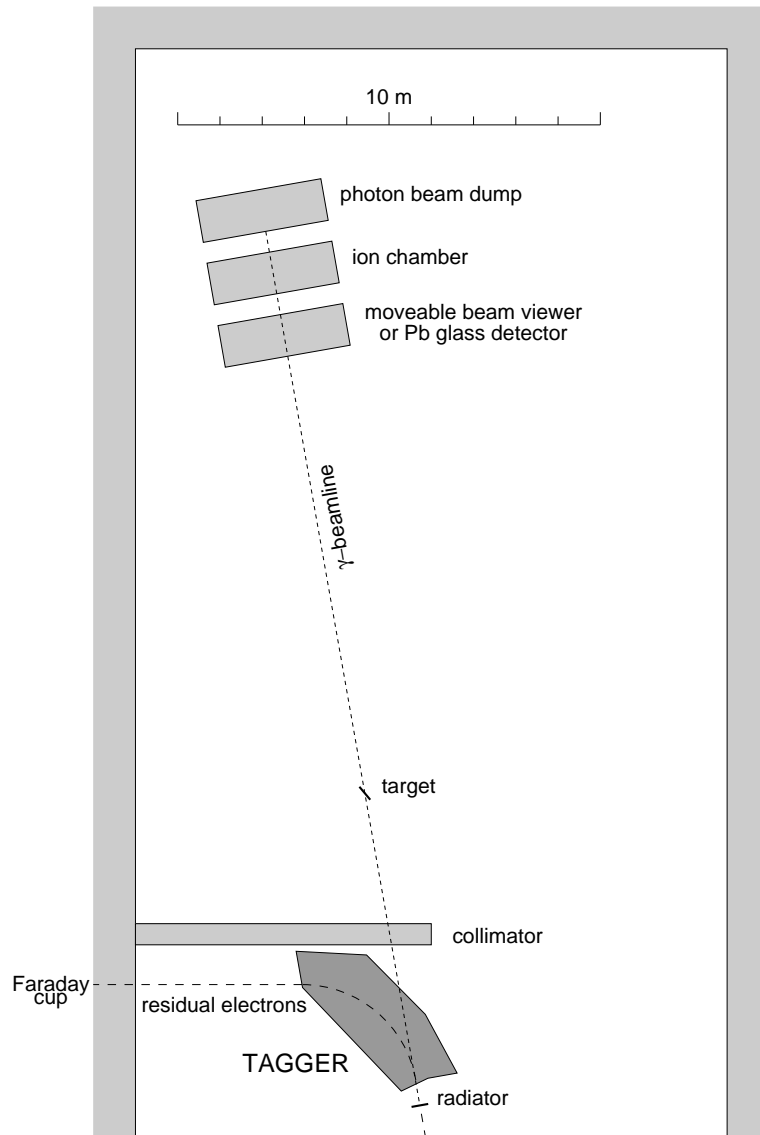 10 m
photon beam dump
ion chamber
moveable beam viewer
or Pb glass detector
γ–beamline
target
collimator
Faraday
cup
residual electrons
TAGGER
radiator